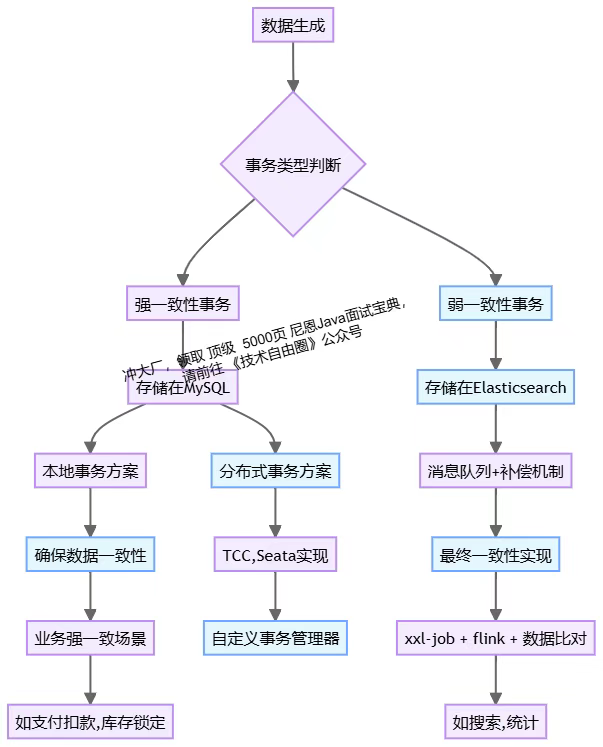 数据生成
事务类型判断
强一致性事务
弱一致性事务
冲大厂，领取 顶级 5000页 尼恩Java面试宝典，
请前往 《技术自由圈》公众号
存储在MySQL
存储在Elasticsearch
本地事务方案
分布式事务方案
消息队列+补偿机制
确保数据一致性
TCC,Seata实现
最终一致性实现
业务强一致场景
自定义事务管理器
xxl-job + flink + 数据比对
如支付扣款,库存锁定
如搜索,统计